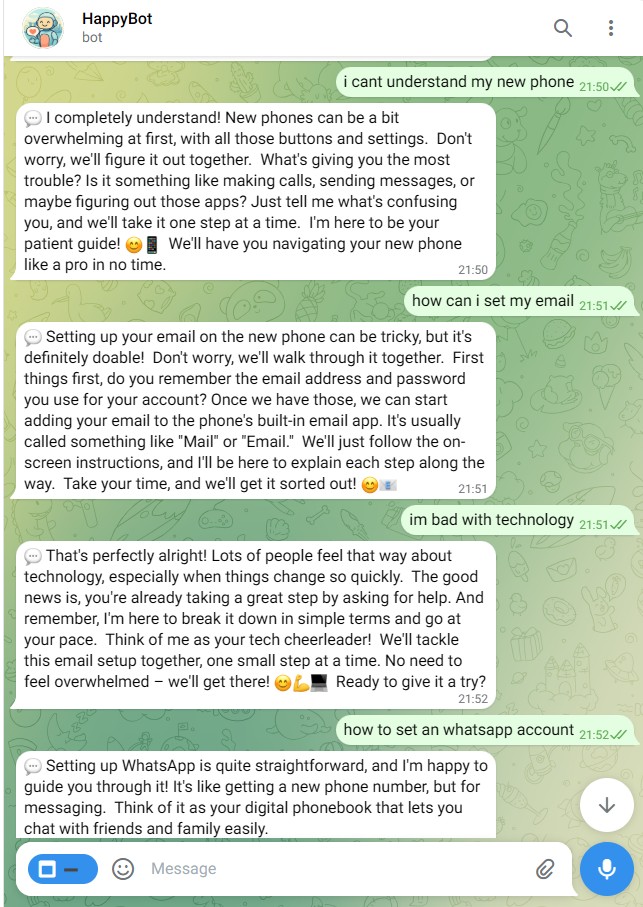 HappyBot
bot
i cant understand my new phone 21:50
💬 I completely understand! New phones can be a bit
overwhelming at first, with all those buttons and settings.  Don't
worry, we'll figure it out together.  What's giving you the most
trouble? Is it something like making calls, sending messages, or
maybe figuring out those apps? Just tell me what's confusing
you, and we'll take it one step at a time.  I'm here to be your
patient guide! 😊📱  We'll have you navigating your new phone
like a pro in no time.
21:50
how can i set my email 21:51
💬 Setting up your email on the new phone can be tricky, but it's
definitely doable!  Don't worry, we'll walk through it together.  First
things first, do you remember the email address and password
you use for your account? Once we have those, we can start
adding your email to the phone's built-in email app. It's usually
called something like "Mail" or "Email."  We'll just follow the on-
screen instructions, and I'll be here to explain each step along the
way.  Take your time, and we'll get it sorted out! 😊📧
21:51
im bad with technology 21:51
💬 That's perfectly alright! Lots of people feel that way about
technology, especially when things change so quickly.  The good
news is, you're already taking a great step by asking for help. And
remember, I'm here to break it down in simple terms and go at
your pace.  Think of me as your tech cheerleader!  We'll tackle
this email setup together, one small step at a time. No need to
feel overwhelmed – we'll get there! 😊💪💻  Ready to give it a try?
21:52
how to set an whatsapp account 21:52
💬 Setting up WhatsApp is quite straightforward, and I'm happy to
guide you through it! It's like getting a new phone number, but for
messaging.  Think of it as your digital phonebook that lets you
chat with friends and family easily.
Message